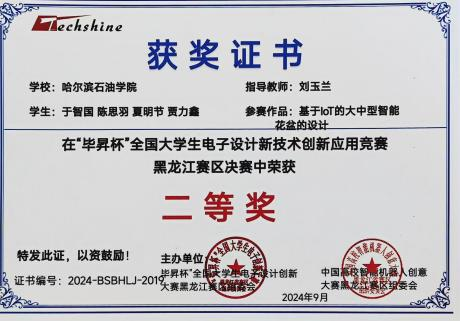 Techshine
获奖证书
学校：哈尔滨石油学院 指导教师：刘玉兰
学生：于智国 陈思羽 夏明节 贾力鑫 参赛作品：基于IoT的大中型智能
花盆的设计
在“毕昇杯”全国大学生电子设计新技术创新应用竞赛
黑龙江赛区决赛中荣获
二等奖
特发此证，以资鼓励！ 主办单位：
证书编号：2024-BSBHLJ-2019 毕昇杯”全国大学生电子设计创新 中国高校智能机器人创意
大赛黑龙江赛区组委会 大赛黑龙江赛区组委会
2024年9月